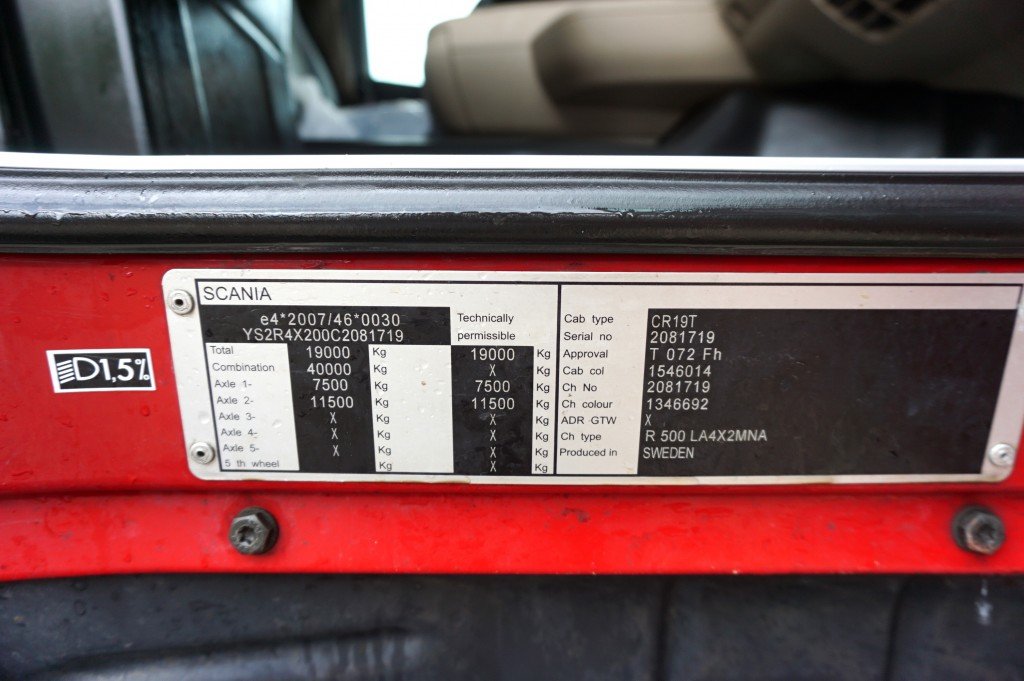 SCANIA
e4*2007/46*0030
YS2R4X200C2081719
Technically
permissible
Total 19000 Kg 19000 Kg
Combination 40000 Kg X Kg
Axle 1- 7500 Kg 7500 Kg
Axle 2- 11500 Kg 11500 Kg
Axle 3- X Kg X Kg
Axle 4- X Kg X Kg
Axle 5- X Kg X Kg
5 th wheel Kg X Kg
Cab type CR19T
Serial no 2081719
Approval T 072 Fh
Cab col 1546014
Ch No 2081719
Ch colour 1346692
ADR GTW X
Ch type R 500 LA4X2MNA
Produced in SWEDEN
D1,5%